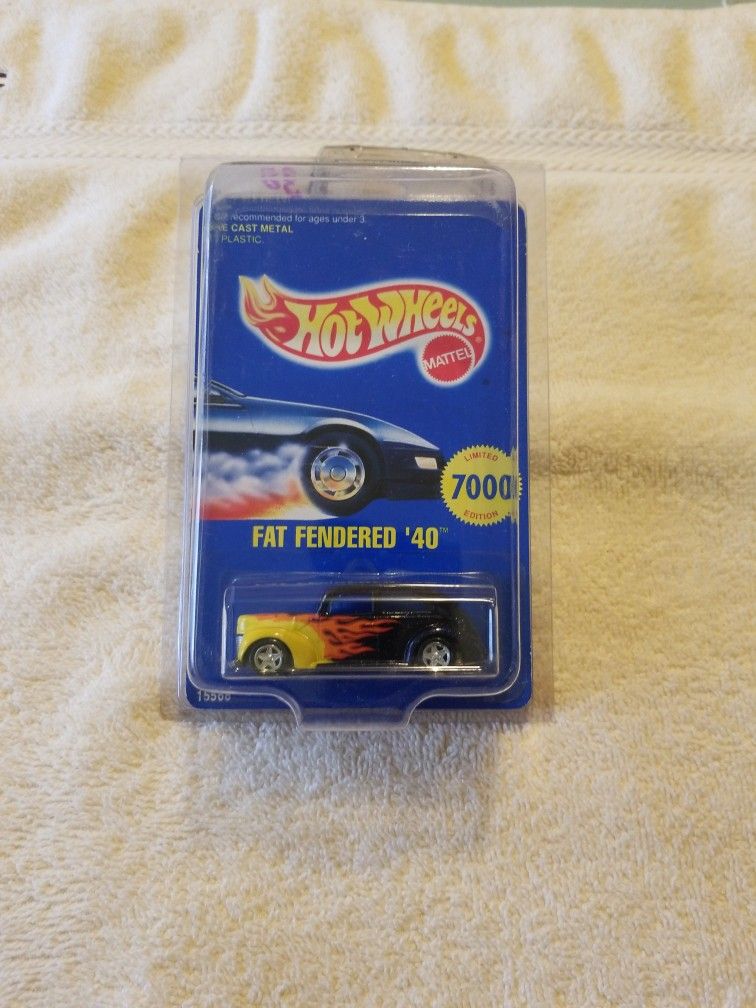 recommended for ages under 3.
CAST METAL
PLASTIC.
HOT WHEELS
MATTEL
LIMITED
7000
EDITION
FAT FENDERED '40™